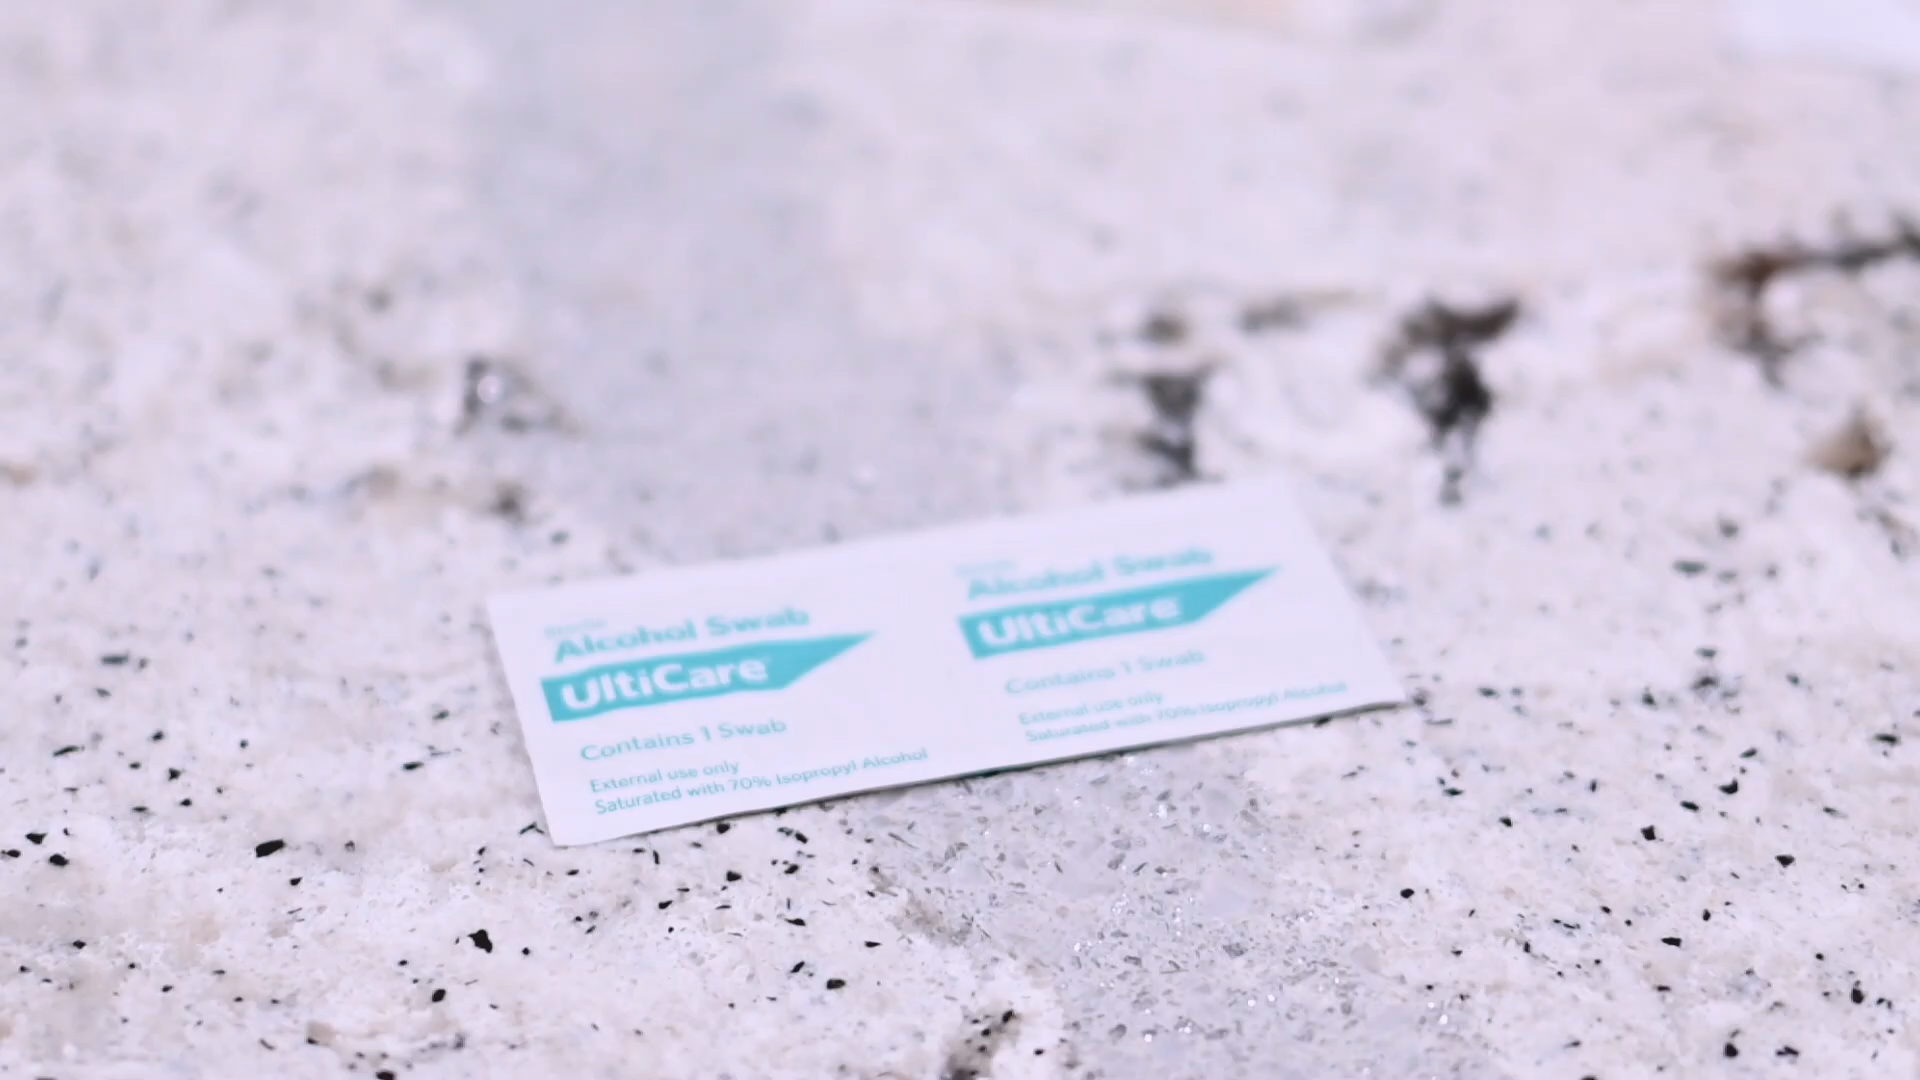 Alcohol Swab
UltiCare
Contains 1 Swab
External use only
Saturated with 70% Isopropyl Alcohol
Alcohol Swab
UltiCare
Contains 1 Swab
External use only
Saturated with 70% Isopropyl Alcohol